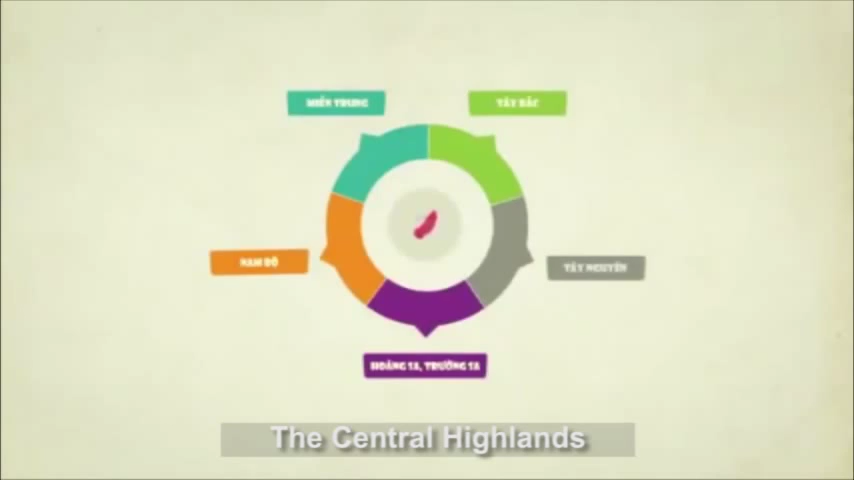 MIỀN TRUNG
TÂY BẮC
NAM BỘ
TÂY NGUYÊN
HOÀNG SA, TRƯỜNG SA
The Central Highlands